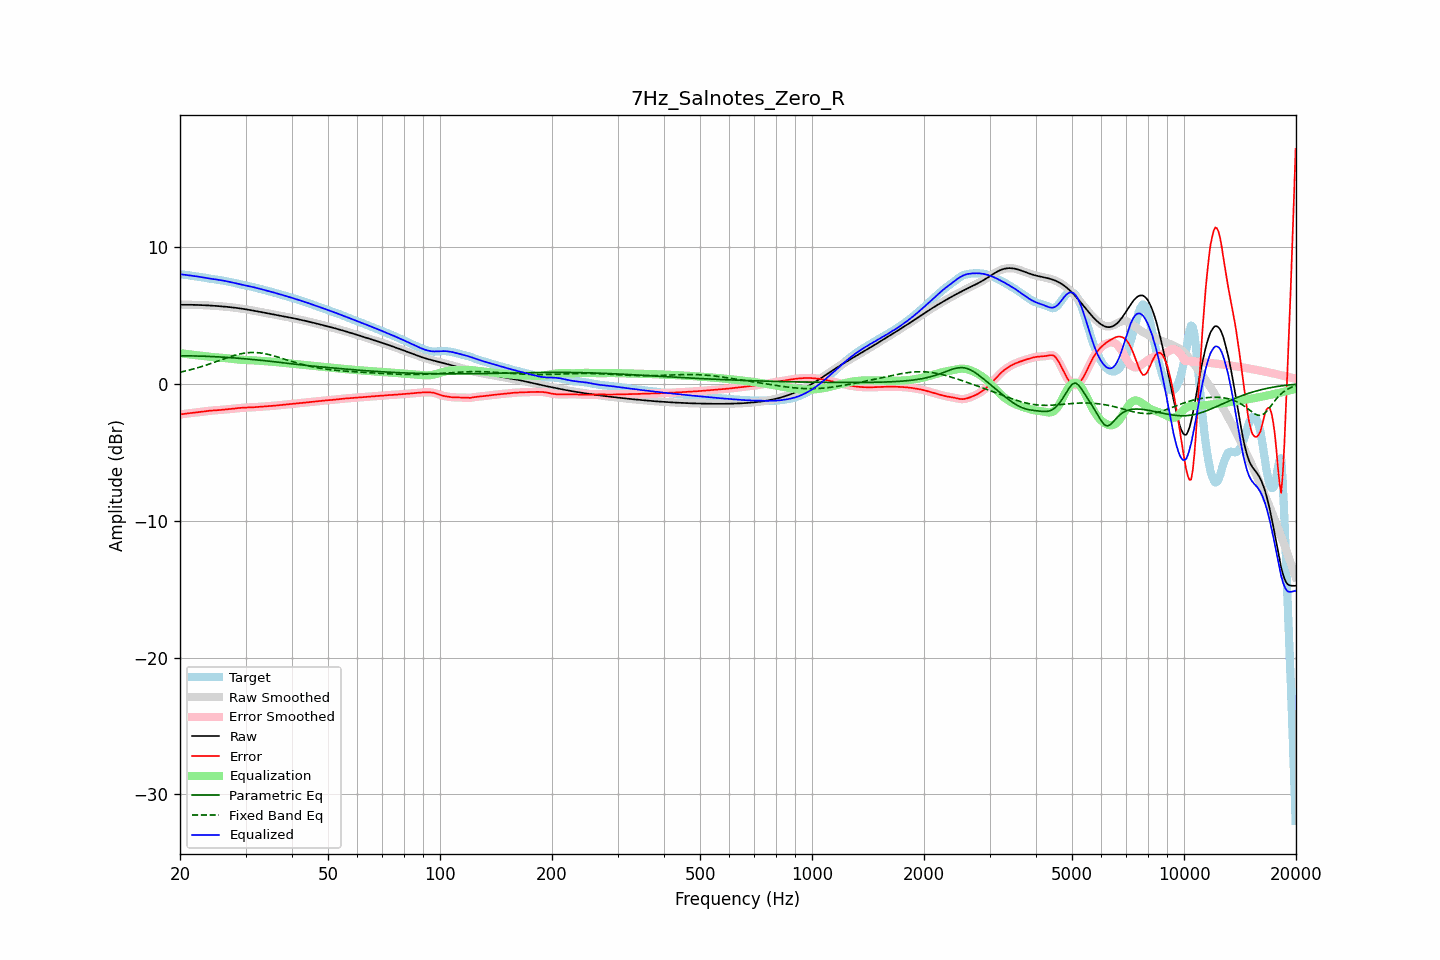 7Hz_Salnotes_Zero_R
Amplitude (dBr)
10
0
−10
−20
−30
Target
Raw Smoothed
Error Smoothed
Raw
Error
Equalization
Parametric Eq
Fixed Band Eq
Equalized
20 50 100 200 500 1000 2000 5000 10000 20000
Frequency (Hz)